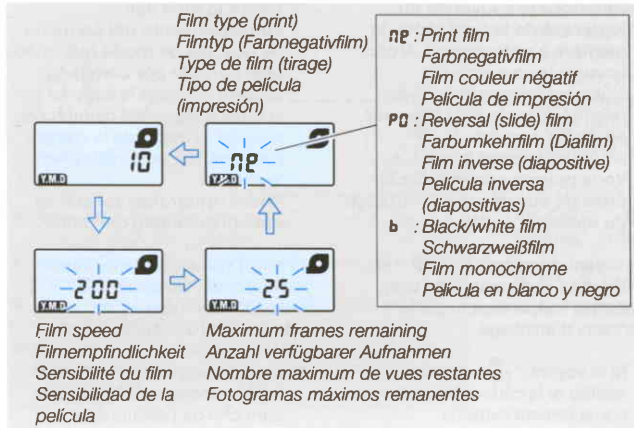 Film type (print)
Filmtyp (Farbnegativfilm)
Type de film (tirage)
Tipo de película
(impresión)
nP : Print film
Farbnegativfilm
Film couleur négatif
Película de impresión
P0 : Reversal (slide) film
Farbumkehrfilm (Diafilm)
Film inverse (diapositive)
Película inversa
(diapositivas)
b : Black/white film
Schwarzweißfilm
Film monochrome
Película en blanco y negro
10
Y.M.D
nP
Y.M.D
200
Y.M.D
25
Y.M.D
Film speed
Filmempfindlichkeit
Sensibilité du film
Sensibilidad de la
película
Maximum frames remaining
Anzahl verfügbarer Aufnahmen
Nombre maximum de vues restantes
Fotogramas máximos remanentes